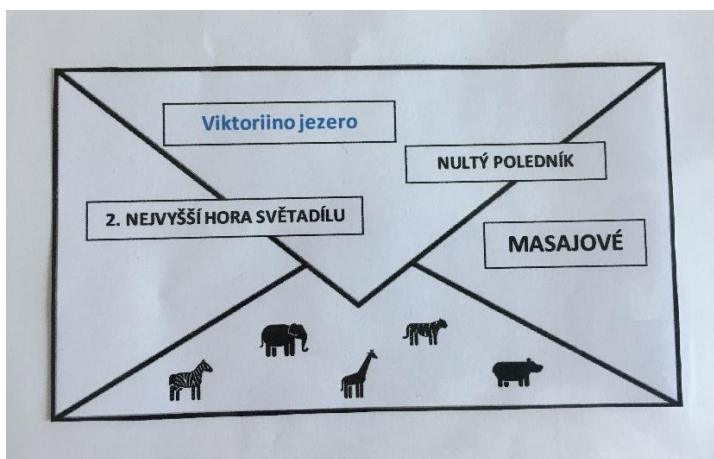 Viktoriino jezero
NULTÝ POLEDNÍK
2. NEJVYŠŠÍ HORA SVĚTADÍLU
MASAJOVÉ